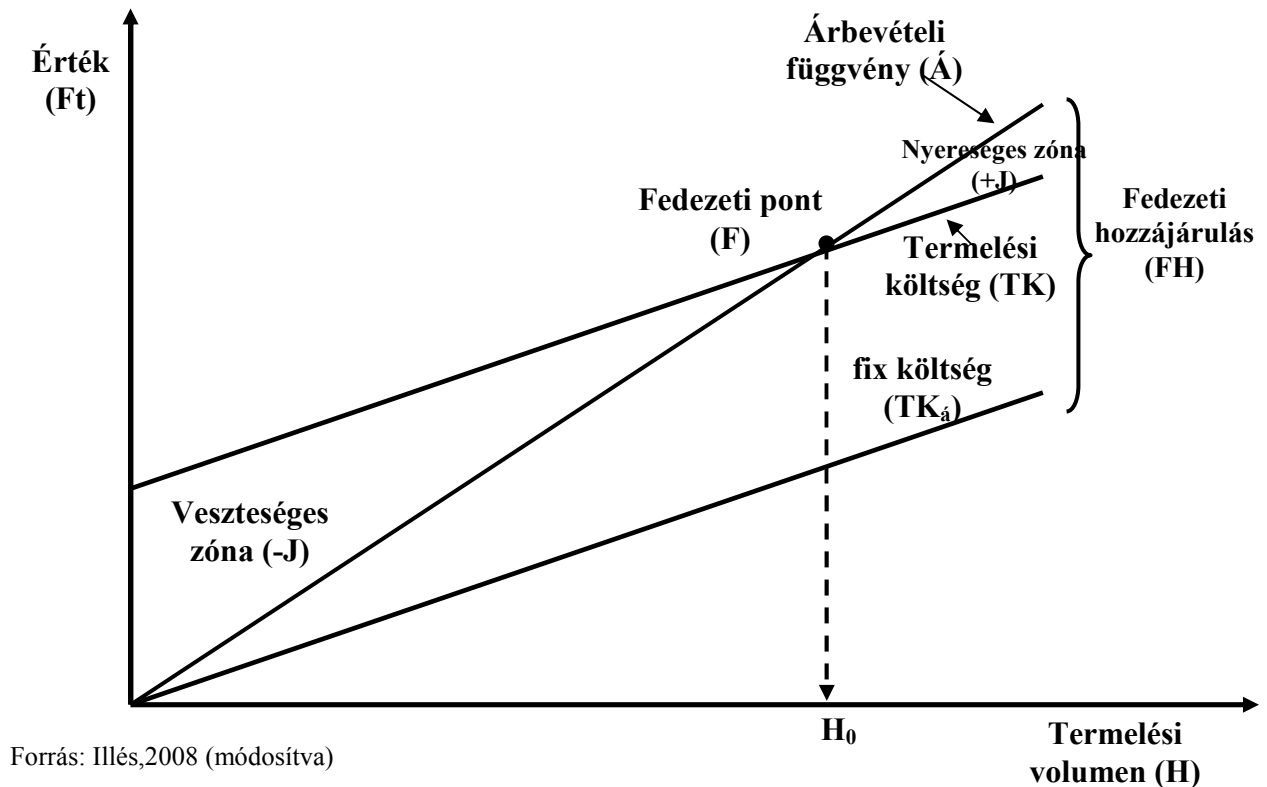 Érték
(Ft)
Árbevételi
függvény (Á)
Nyereséges zóna
(+J)
Fedezeti pont
(F)
Termelési
költség (TK)
Fedezeti
hozzájárulás
(FH)
fix költség
(TKá)
Veszteséges
zóna (-J)
H0
Termelési
volumen (H)
Forrás: Illés,2008 (módosítva)